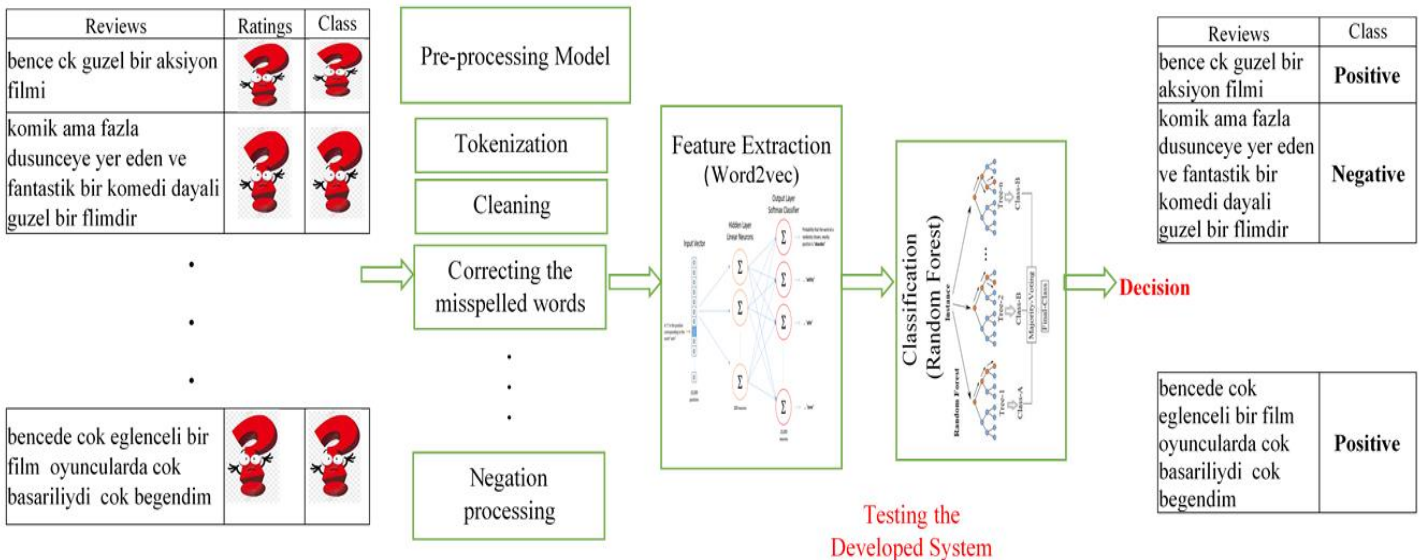 Reviews Ratings Class
bence ck guzel bir aksiyon
filmi
komik ama fazla
dusunceye yer eden ve
fantastik bir komedi dayali
guzel bir flimdir
bencede cok eglenceli bir
film oyuncularda cok
basariliydi cok begendim
Pre-processing Model
Tokenization
Cleaning
Correcting the
misspelled words
Negation
processing
Feature Extraction
(Word2vec)
Input Vector
Hidden Layer
Linear Neurons
Output Layer
Softmax Classifier
Σ
Σ
Σ
Σ
Σ
Σ
Σ
Classification
(Random Forest)
Random Forest
Instance
Tree-1
Tree-2
Tree-n
Class-A
Class-B
Class-B
Majority-Voting
Final-Class
Testing the
Developed System
Decision
Reviews Class
bence ck guzel bir
aksiyon filmi
Positive
komik ama fazla
dusunceye yer eden
ve fantastik bir
komedi dayali
guzel bir flimdir
Negative
bencede cok
eglenceli bir film
oyuncularda cok
basariliydi cok
begendim
Positive